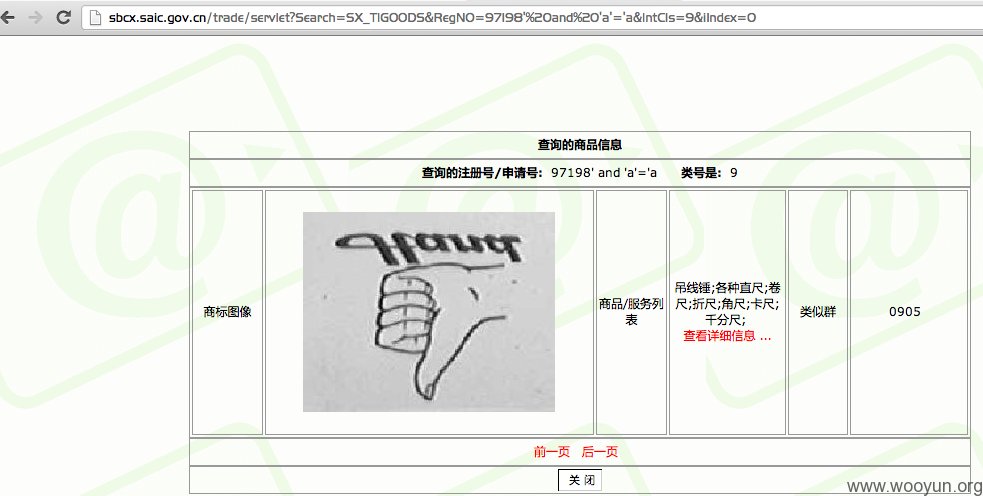 sbcx.saic.gov.cn/trade/servlet?Search=SX_TIGOODS&RegNO=97198'%20and%20'a'='a&intCls=9&iIndex=0
查询的商品信息
查询的注册号/申请号: 97198' and 'a'='a 类号是: 9
商标图像
Hand
商品/服务列
表
吊线锤;各种直尺;卷
尺;折尺;角尺;卡尺;
千分尺;
查看详细信息 ...
类似群
0905
前一页 后一页
关 闭
www.wooyun.org